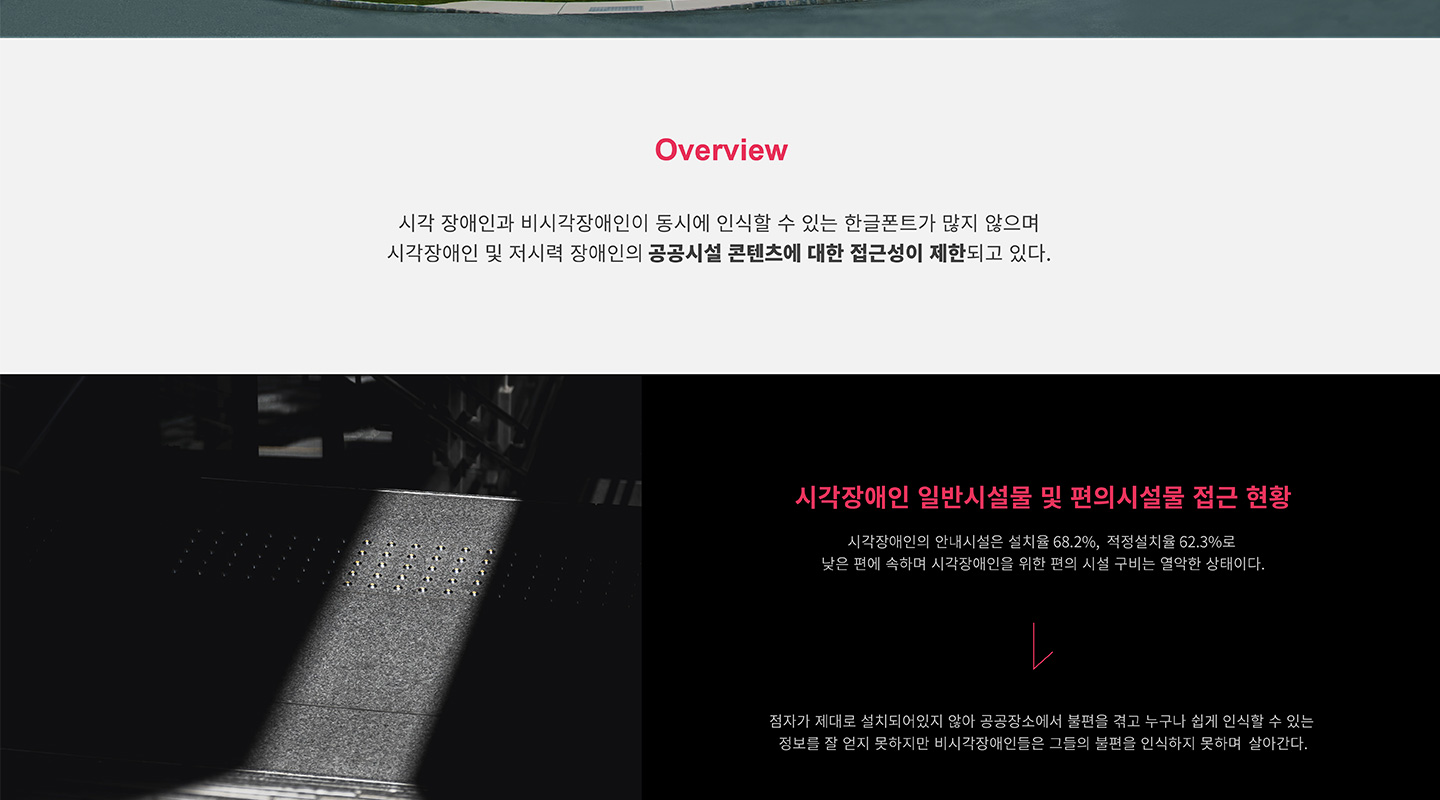 Overview
시각 장애인과 비시각장애인이 동시에 인식할 수 있는 한글폰트가 많지 않으며
시각장애인 및 저시력 장애인의 공공시설 콘텐츠에 대한 접근성이 제한되고 있다.
시각장애인 일반시설물 및 편의시설물 접근 현황
시각장애인의 안내시설은 설치율 68.2%, 적정설치율 62.3%로
낮은 편에 속하며 시각장애인을 위한 편의 시설 구비는 열악한 상태이다.
점자가 제대로 설치되어있지 않아 공공장소에서 불편을 겪고 누구나 쉽게 인식할 수 있는
정보를 잘 얻지 못하지만 비시각장애인들은 그들의 불편을 인식하지 못하며 살아간다.